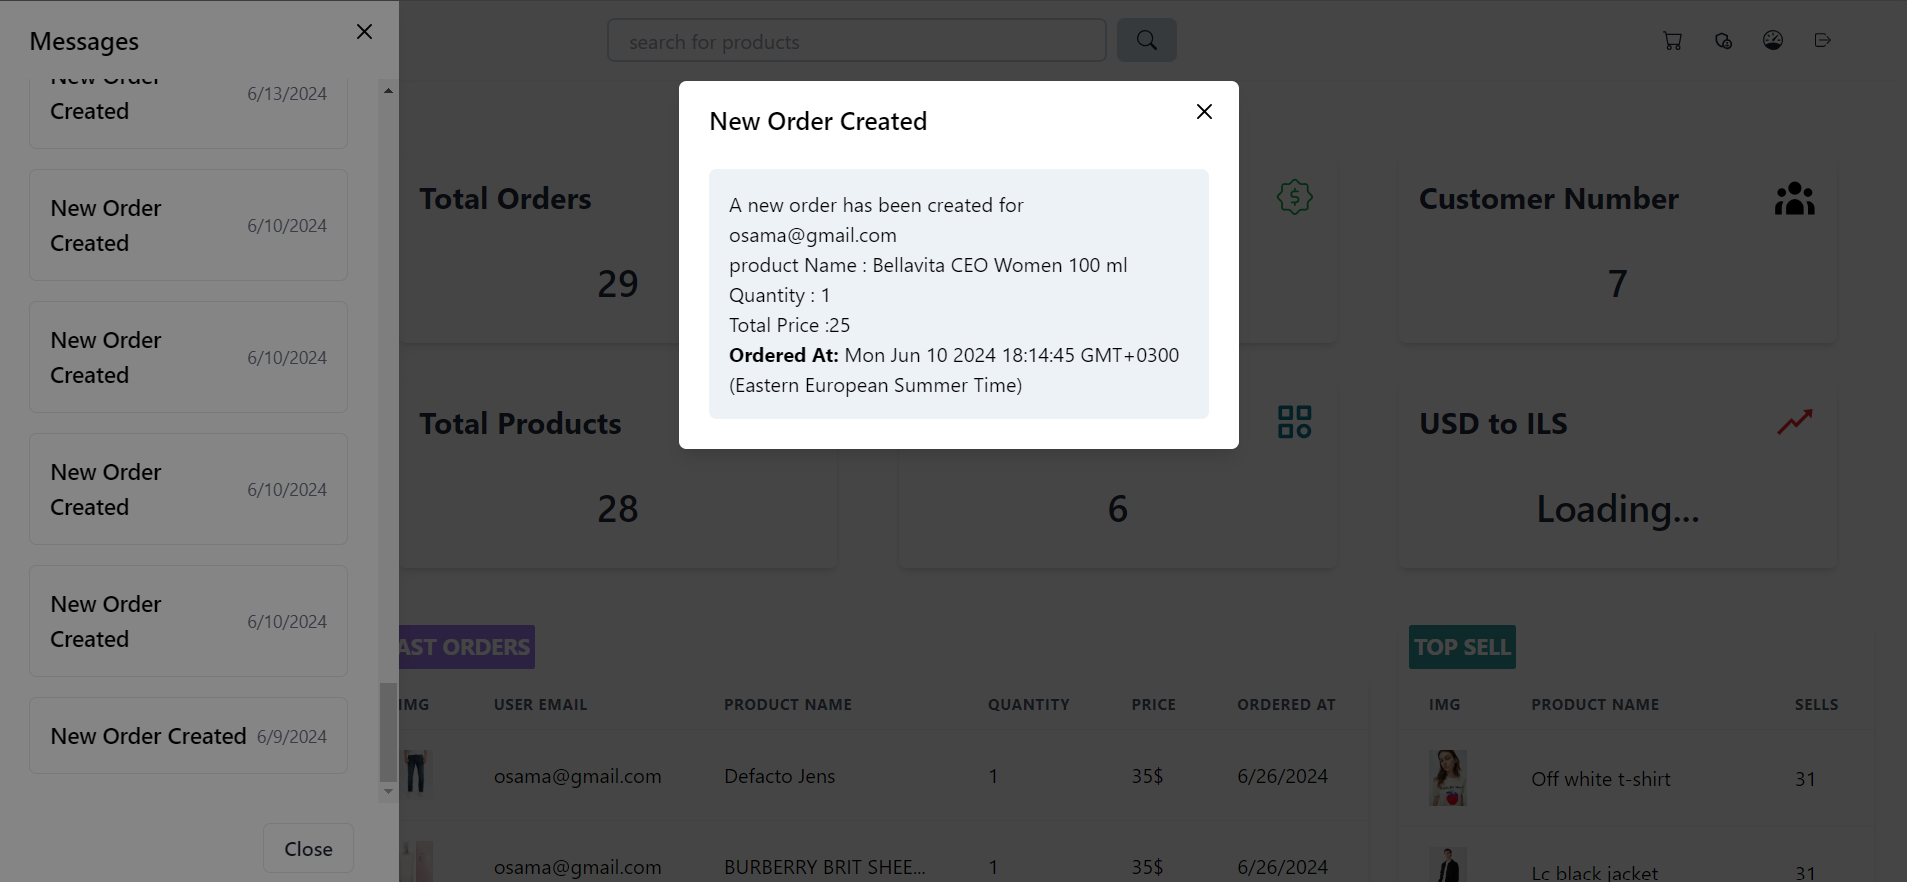 Messages
New Order
Created
6/13/2024
New Order
Created
6/10/2024
New Order
Created
6/10/2024
New Order
Created
6/10/2024
New Order
Created
6/10/2024
New Order Created
6/9/2024
Close
search for products
New Order Created
A new order has been created for
osama@gmail.com
product Name : Bellavita CEO Women 100 ml
Quantity : 1
Total Price :25
Ordered At: Mon Jun 10 2024 18:14:45 GMT+0300
(Eastern European Summer Time)
Total Orders
29
Customer Number
7
Total Products
28
6
USD to ILS
Loading...
AST ORDERS
IMG USER EMAIL PRODUCT NAME QUANTITY PRICE ORDERED AT
osama@gmail.com Defacto Jens 1 35$ 6/26/2024
osama@gmail.com BURBERRY BRIT SHEE... 1 35$ 6/26/2024
TOP SELL
IMG PRODUCT NAME SELLS
Off white t-shirt 31
Lc black jacket 31